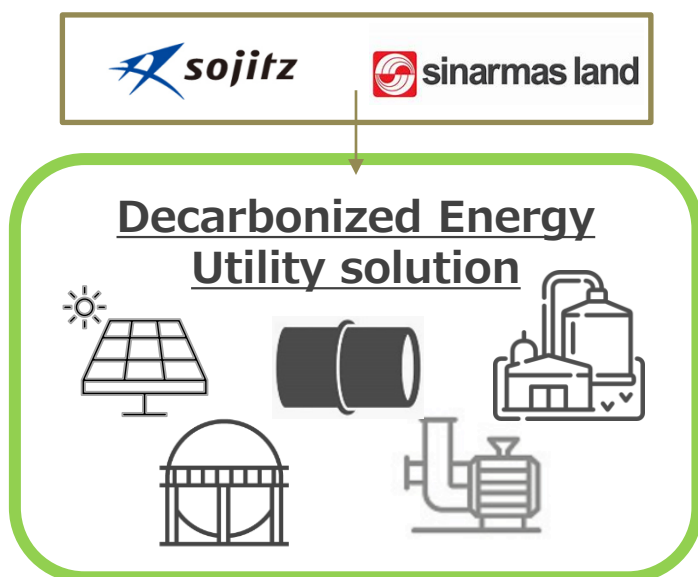 sojitz
sinarmas land
Decarbonized Energy
Utility solution